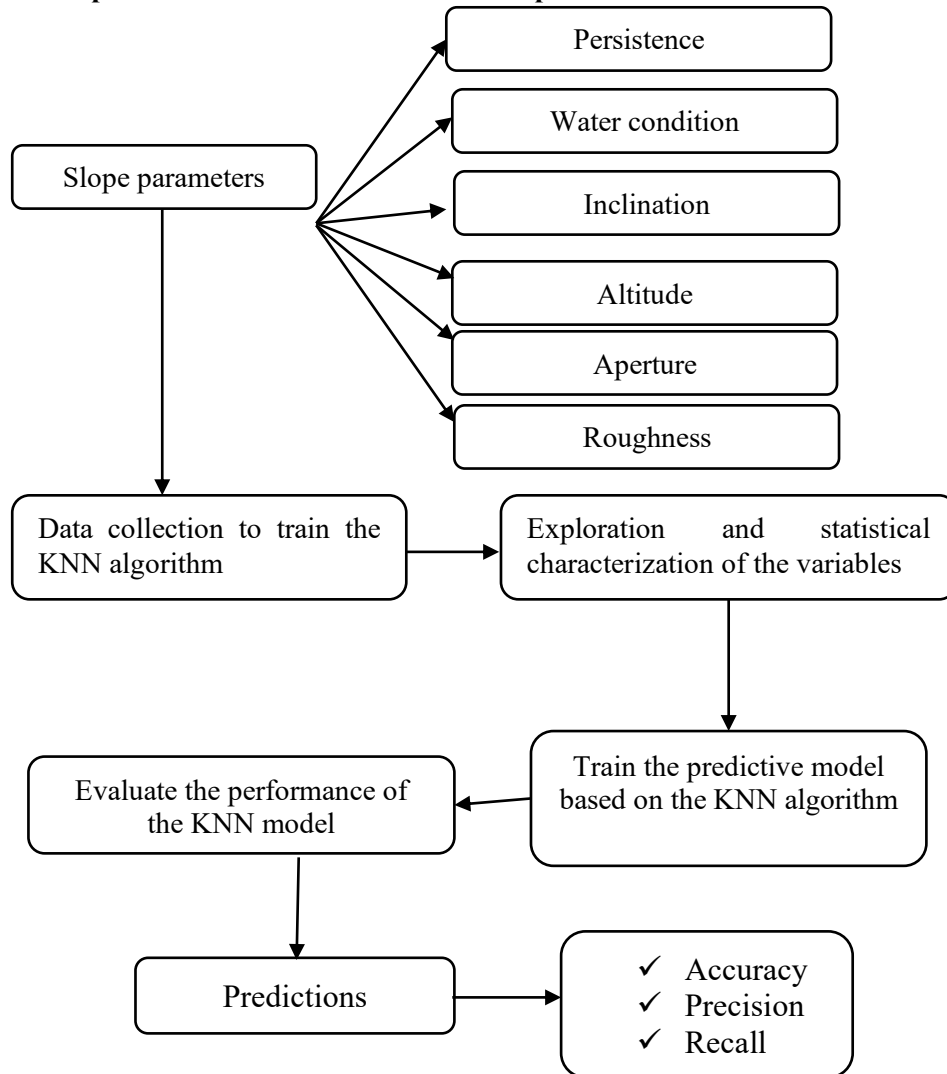 Persistence
Water condition
Slope parameters
Inclination
Altitude
Aperture
Roughness
Data collection to train the
KNN algorithm
Exploration and statistical
characterization of the variables
Train the predictive model
based on the KNN algorithm
Evaluate the performance of
the KNN model
Predictions
✓ Accuracy
✓ Precision
✓ Recall